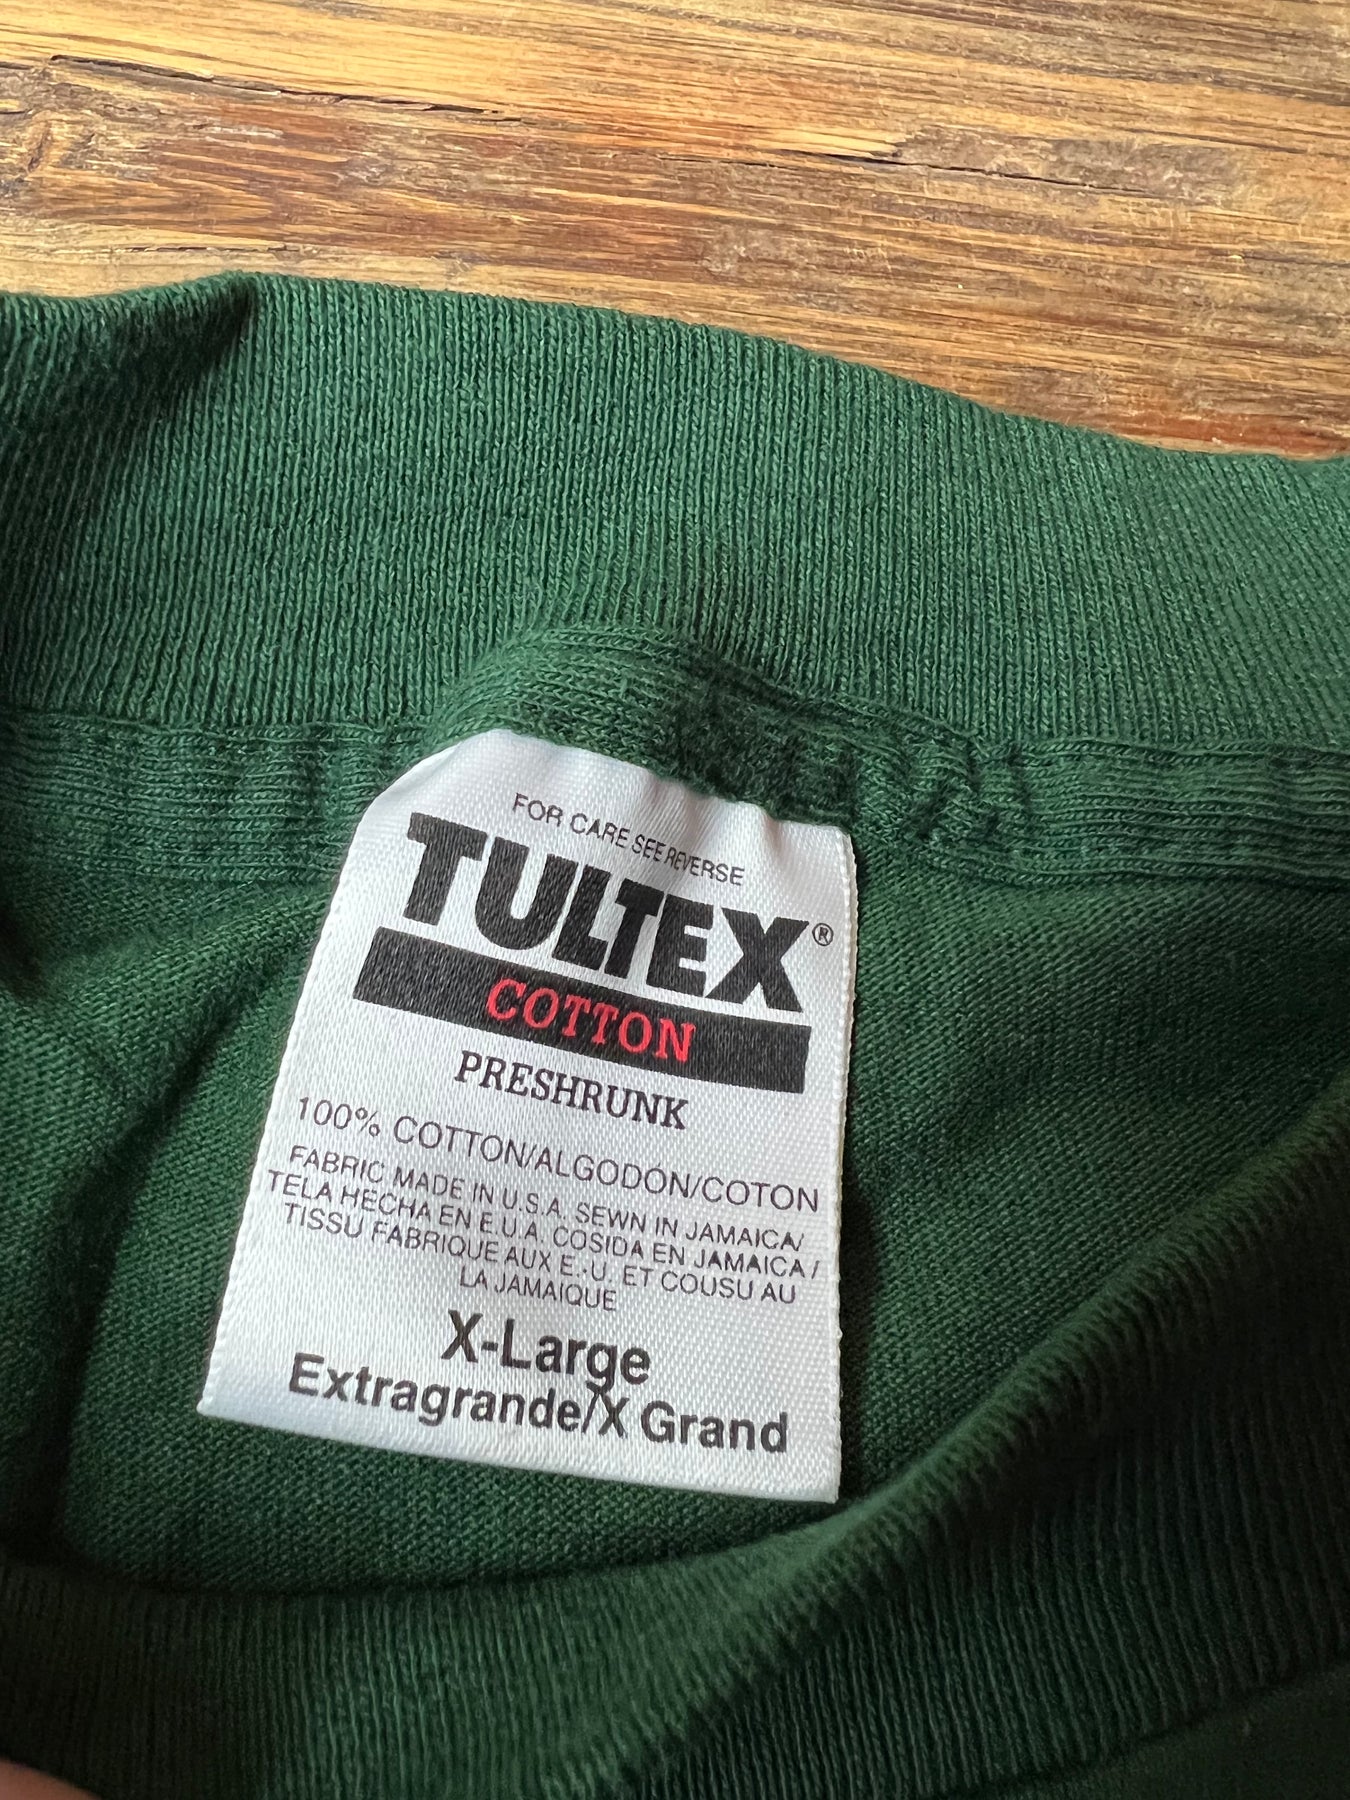 FOR CARE SEE REVERSE
TULTEX®
COTTON
PRESHRUNK
100% COTTON/ALGODÓN/COTON
FABRIC MADE IN U.S.A. SEWN IN JAMAICA/
TELA HECHA EN E.U.A. COSIDA EN JAMAICA/
TISSU FABRIQUE AUX E.-U. ET COUSU AU
LA JAMAIQUE
X-Large
Extragrande/X Grand